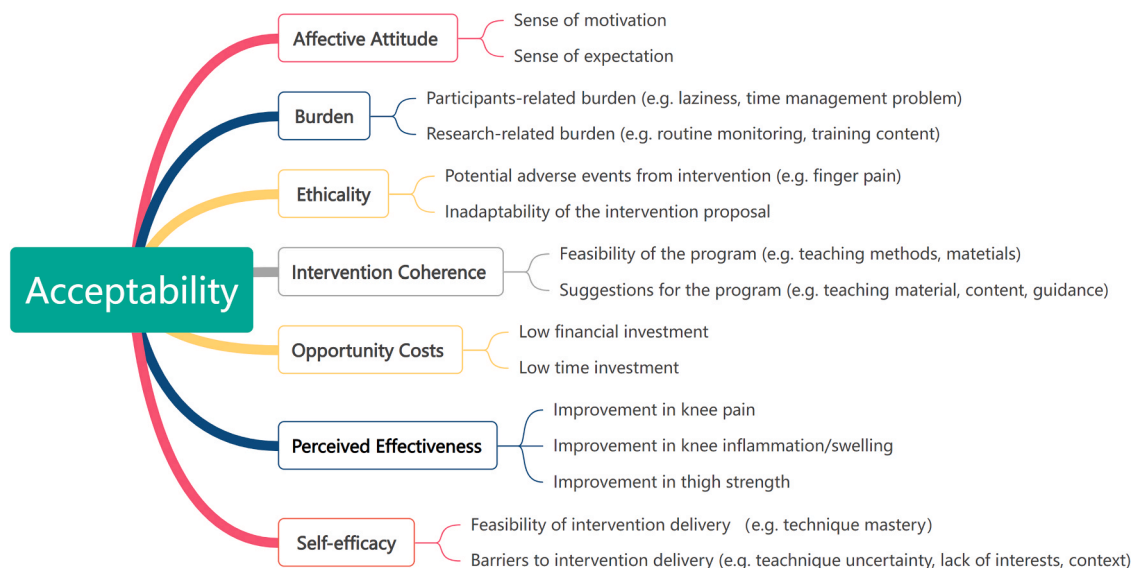 Acceptability
Affective Attitude
Sense of motivation
Sense of expectation
Burden
Participants-related burden (e.g. laziness, time management problem)
Research-related burden (e.g. routine monitoring, training content)
Ethicality
Potential adverse events from intervention (e.g. finger pain)
Inadaptability of the intervention proposal
Intervention Coherence
Feasibility of the program (e.g. teaching methods, matetials)
Suggestions for the program (e.g. teaching material, content, guidance)
Opportunity Costs
Low financial investment
Low time investment
Perceived Effectiveness
Improvement in knee pain
Improvement in knee inflammation/swelling
Improvement in thigh strength
Self-efficacy
Feasibility of intervention delivery (e.g. technique mastery)
Barriers to intervention delivery (e.g. teachnique uncertainty, lack of interests, context)